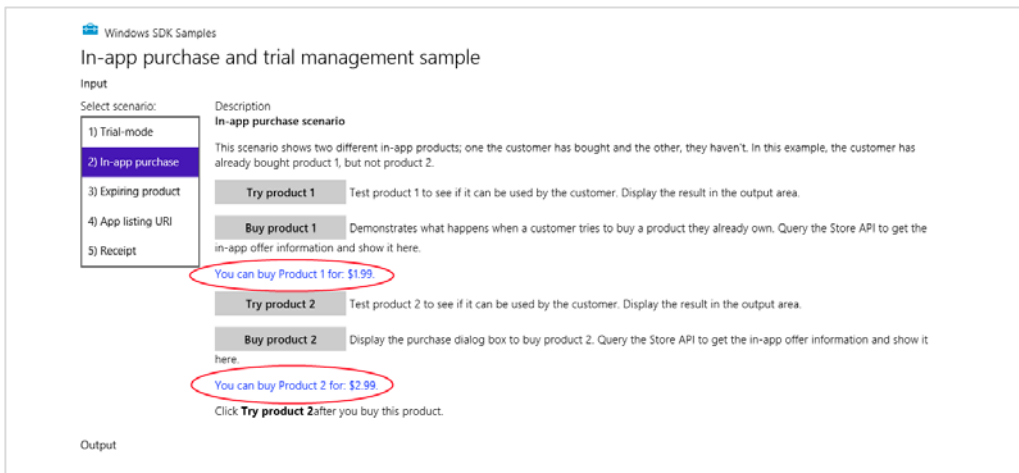 Windows SDK Samples
In-app purchase and trial management sample
Input
Select scenario:
1) Trial-mode
2) In-app purchase
3) Expiring product
4) App listing URI
5) Receipt
Description
In-app purchase scenario
This scenario shows two different in-app products; one the customer has bought and the other, they haven't. In this example, the customer has
already bought product 1, but not product 2.
Try product 1 Test product 1 to see if it can be used by the customer. Display the result in the output area.
Buy product 1 Demonstrates what happens when a customer tries to buy a product they already own. Query the Store API to get the
in-app offer information and show it here.
You can buy Product 1 for: $1.99.
Try product 2 Test product 2 to see if it can be used by the customer. Display the result in the output area.
Buy product 2 Display the purchase dialog box to buy product 2. Query the Store API to get the in-app offer information and show it
here.
You can buy Product 2 for: $2.99.
Click Try product 2after you buy this product.
Output